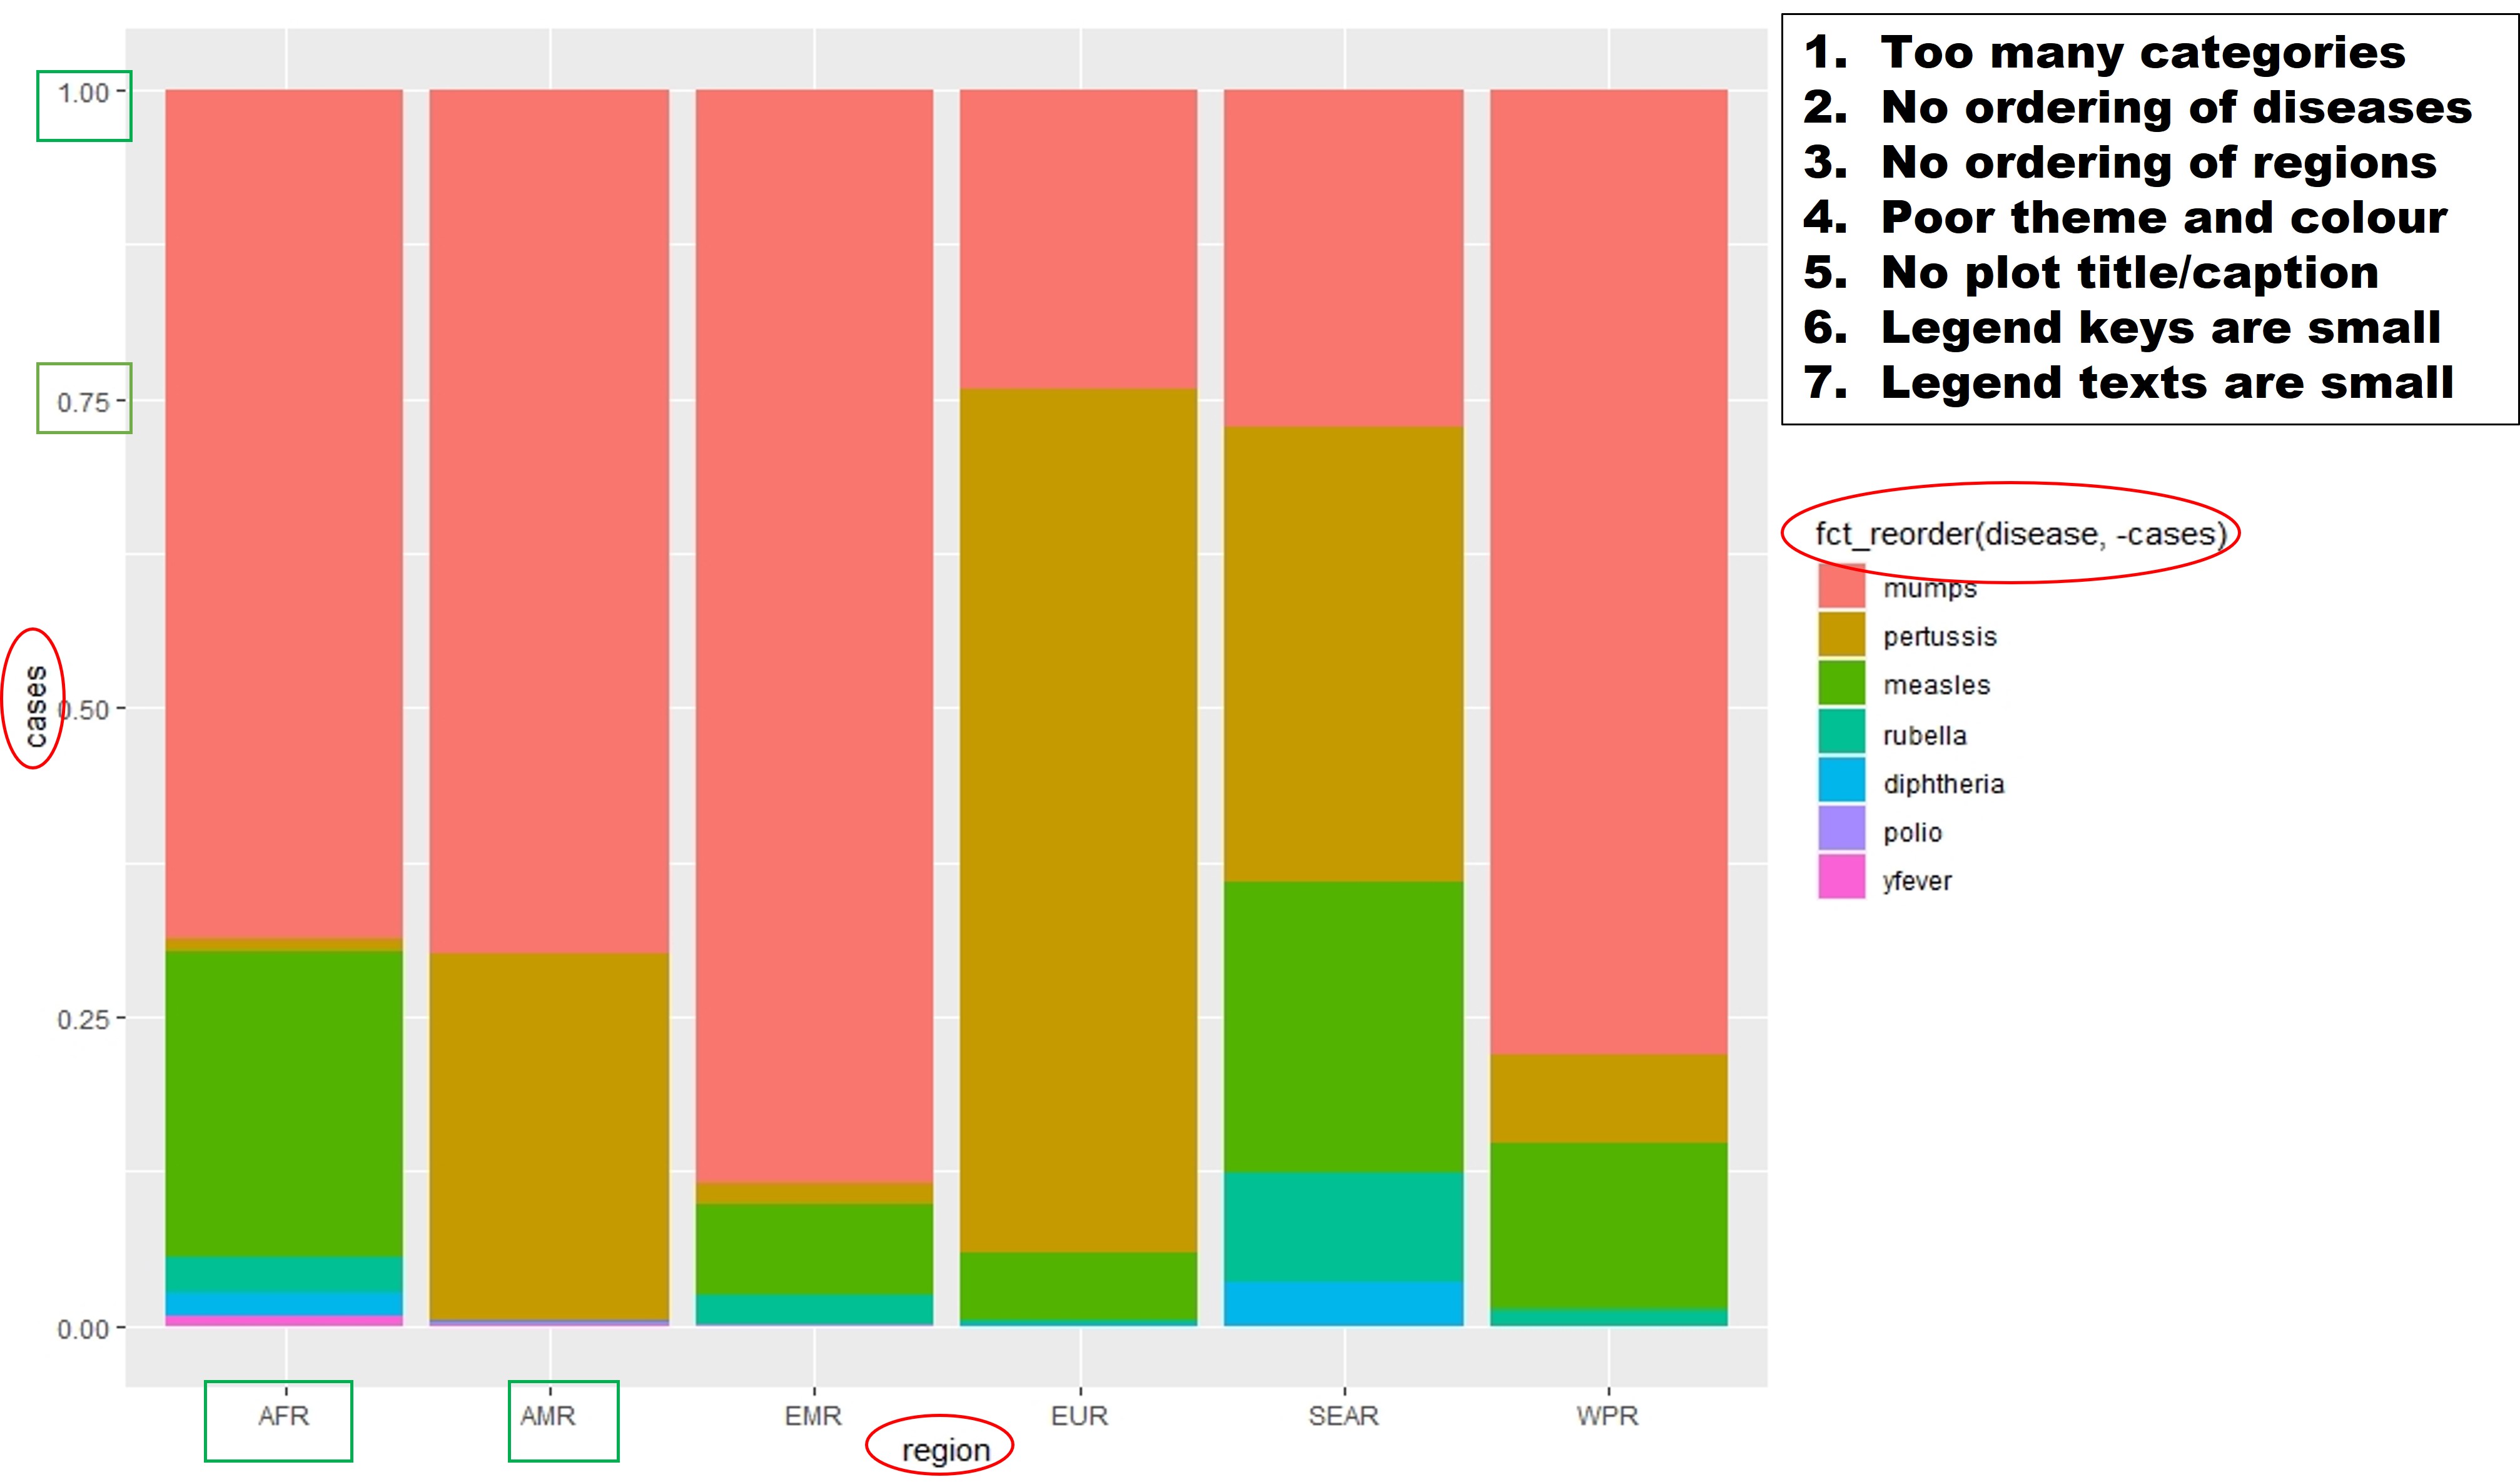 1. Too many categories
2. No ordering of diseases
3. No ordering of regions
4. Poor theme and colour
5. No plot title/caption
6. Legend keys are small
7. Legend texts are small
1.00
0.75
0.50
0.25
0.00
cases
AFR AMR EMR EUR SEAR WPR
region
fct_reorder(disease, -cases)
mumps
pertussis
measles
rubella
diphtheria
polio
yfever